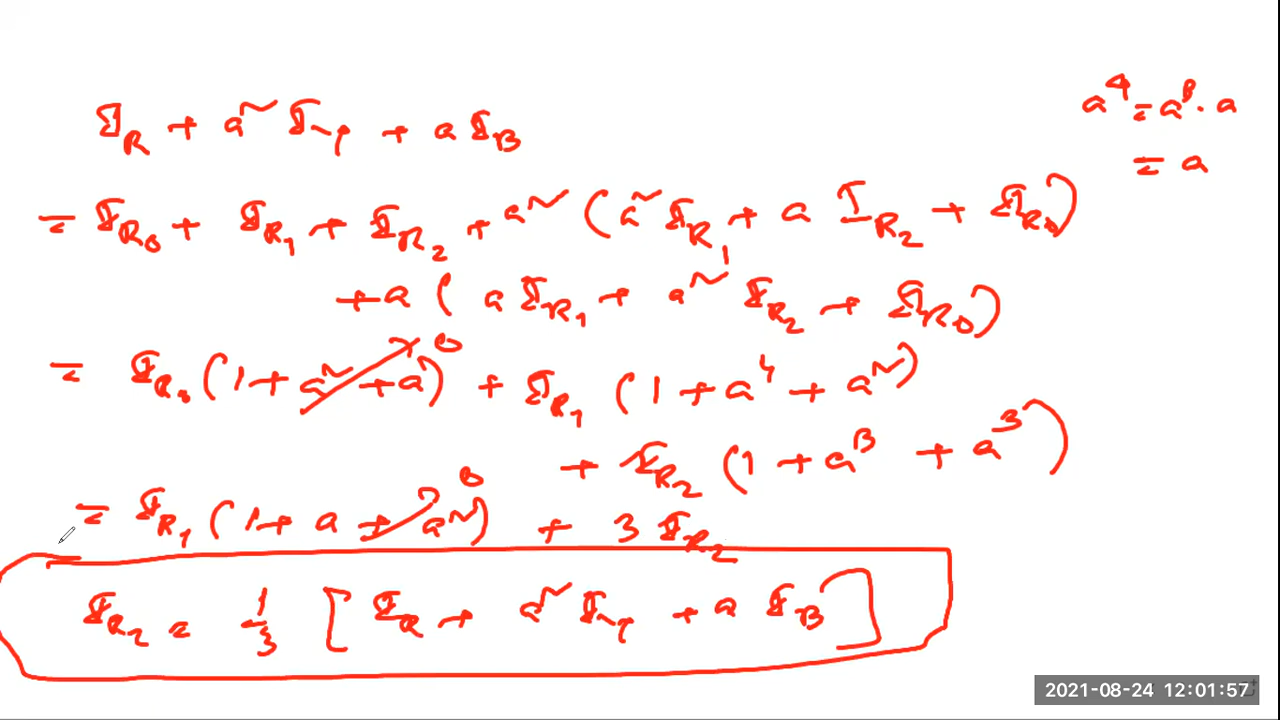 I_R + a² I_Y + a I_B
a⁴ = a³ · a
= a
= I_R₀ + I_R₁ + I_R₂ + a² (a² I_R₁ + a I_R₂ + I_R₀)
+ a (a I_R₁ + a² I_R₂ + I_R₀)
= I_R₀ (1 + a² + a) 0 + I_R₁ (1 + a⁴ + a²)
+ I_R₂ (1 + a³ + a³)
= I_R₁ (1 + a + a²) 0 + 3 I_R₂
I_R₂ = 1/3 [I_R + a² I_Y + a I_B]
2021-08-24 12:01:57